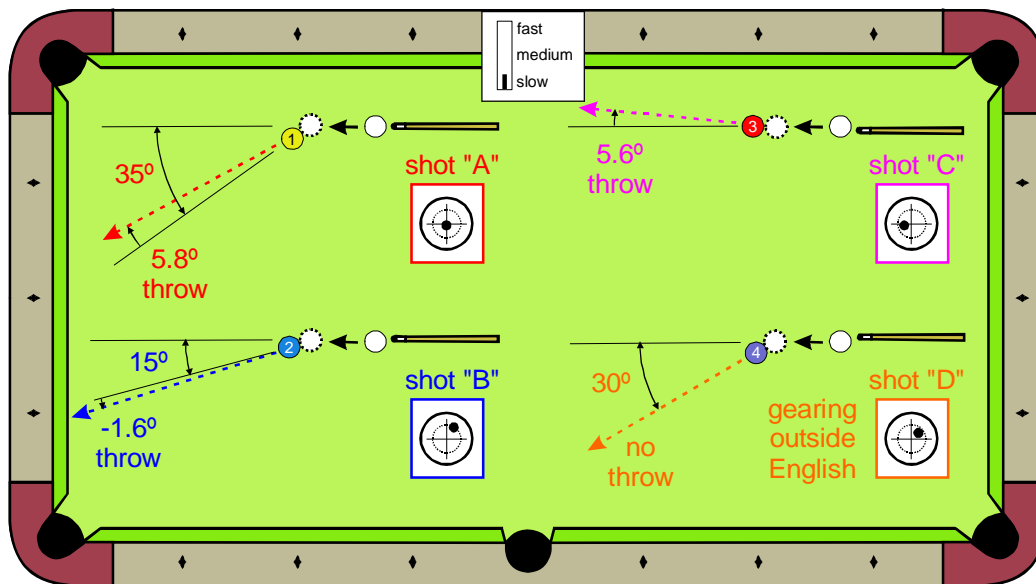 fast
medium
slow
1
35º
5.8º
throw
shot "A"
3
5.6º
throw
shot "C"
2
15º
-1.6º
throw
shot "B"
4
30º
no
throw
shot "D"
gearing
outside
English